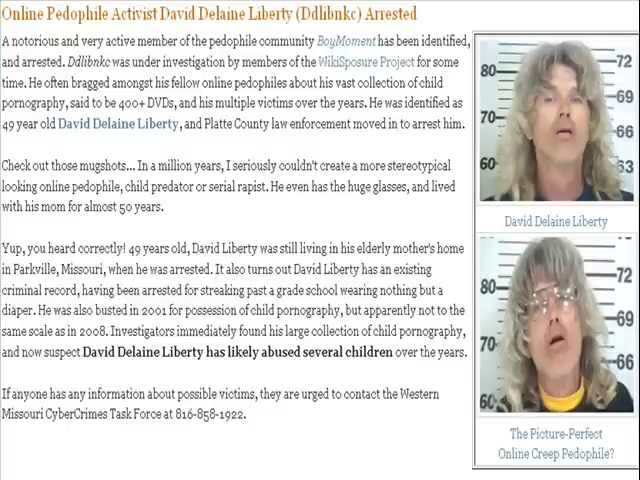 Online Pedophile Activist David Delaine Liberty (Ddlibnkc) Arrested
A notorious and very active member of the pedophile community BoyMoment has been identified,
and arrested. Ddlibnkc was under investigation by members of the WikiSposure Project for some
time. He often bragged amongst his fellow online pedophiles about his vast collection of child
pornography, said to be 400+ DVDs, and his multiple victims over the years. He was identified as
49 year old David Delaine Liberty, and Platte County law enforcement moved in to arrest him.
Check out those mugshots... In a million years, I seriously couldn't create a more stereotypical
looking online pedophile, child predator or serial rapist. He even has the huge glasses, and lived
with his mom for almost 50 years.
Yup, you heard correctly! 49 years old, David Liberty was still living in his elderly mother's home
in Parkville, Missouri, when he was arrested. It also turns out David Liberty has an existing
criminal record, having been arrested for streaking past a grade school wearing nothing but a
diaper. He was also busted in 2001 for possession of child pornography, but apparently not to the
same scale as in 2008. Investigators immediately found his large collection of child pornography,
and now suspect David Delaine Liberty has likely abused several children over the years.
If anyone has any information about possible victims, they are urged to contact the Western
Missouri CyberCrimes Task Force at 816-858-1922.
80 72
69
70 66
60 63
David Delaine Liberty
80 72
69
70 66
60
The Picture-Perfect
Online Creep Pedophile?